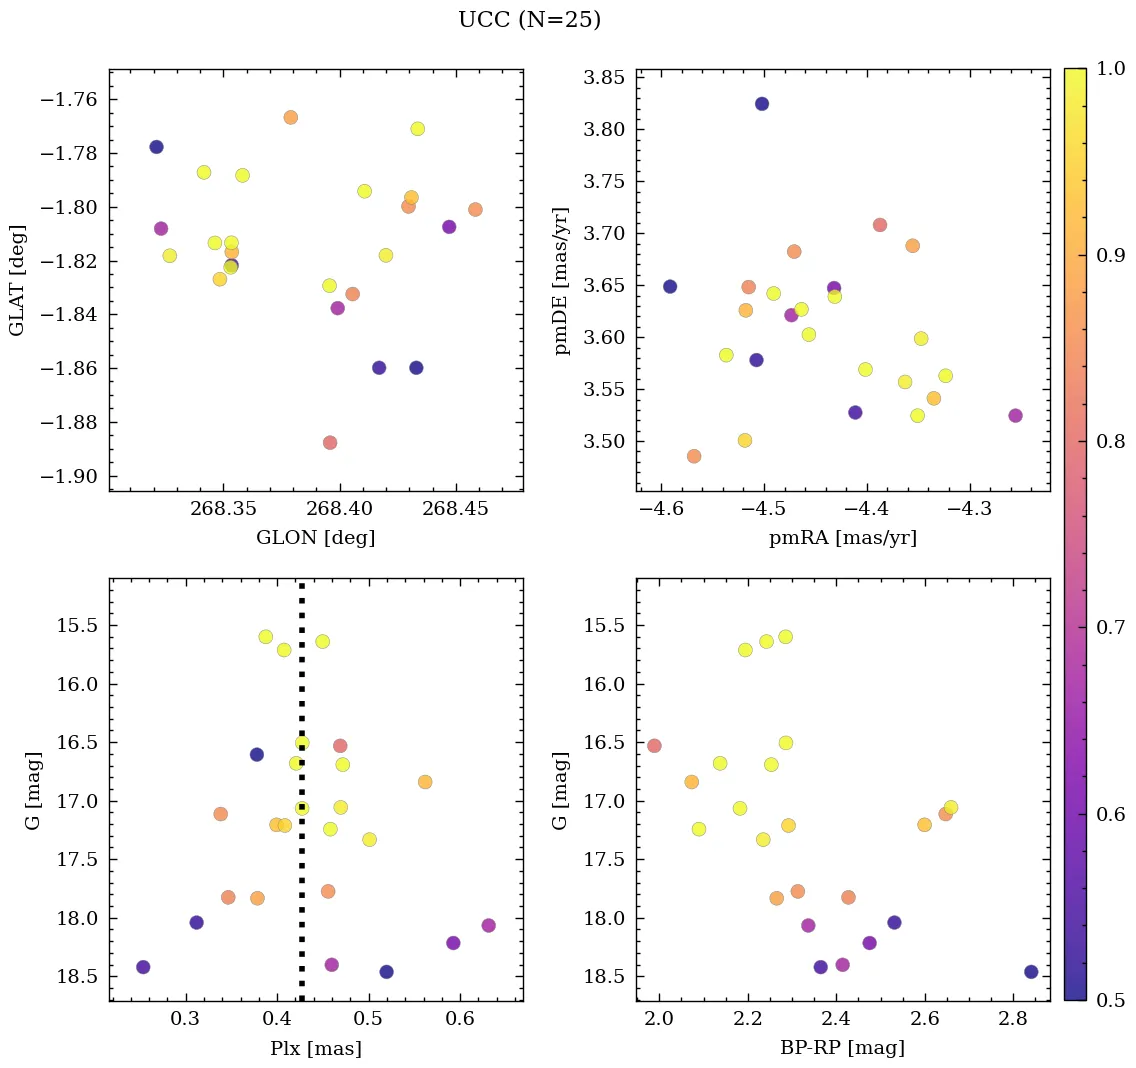 UCC (N=25)
−1.76
−1.78
−1.80
−1.82
−1.84
−1.86
−1.88
−1.90
GLAT [deg]
268.35 268.40 268.45
GLON [deg]
3.85
3.80
3.75
3.70
3.65
3.60
3.55
3.50
pmDE [mas/yr]
−4.6 −4.5 −4.4 −4.3
pmRA [mas/yr]
15.5
16.0
16.5
17.0
17.5
18.0
18.5
G [mag]
0.3 0.4 0.5 0.6
Plx [mas]
15.5
16.0
16.5
17.0
17.5
18.0
18.5
G [mag]
2.0 2.2 2.4 2.6 2.8
BP-RP [mag]
1.0
0.9
0.8
0.7
0.6
0.5